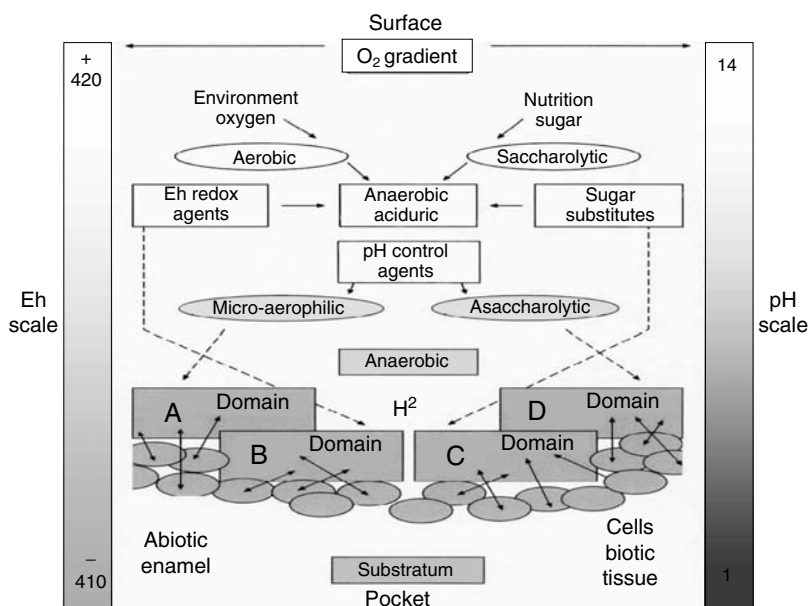 Surface
+
420
O₂ gradient
14
Environment
oxygen
Nutrition
sugar
Aerobic
Saccharolytic
Eh redox
agents
Anaerobic
aciduric
Sugar
substitutes
pH control
agents
Eh
scale
pH
scale
Micro-aerophilic
Asaccharolytic
Anaerobic
A Domain
H²
D Domain
B Domain
C Domain
Abiotic
enamel
Cells
biotic
tissue
−
410
Substratum
1
Pocket